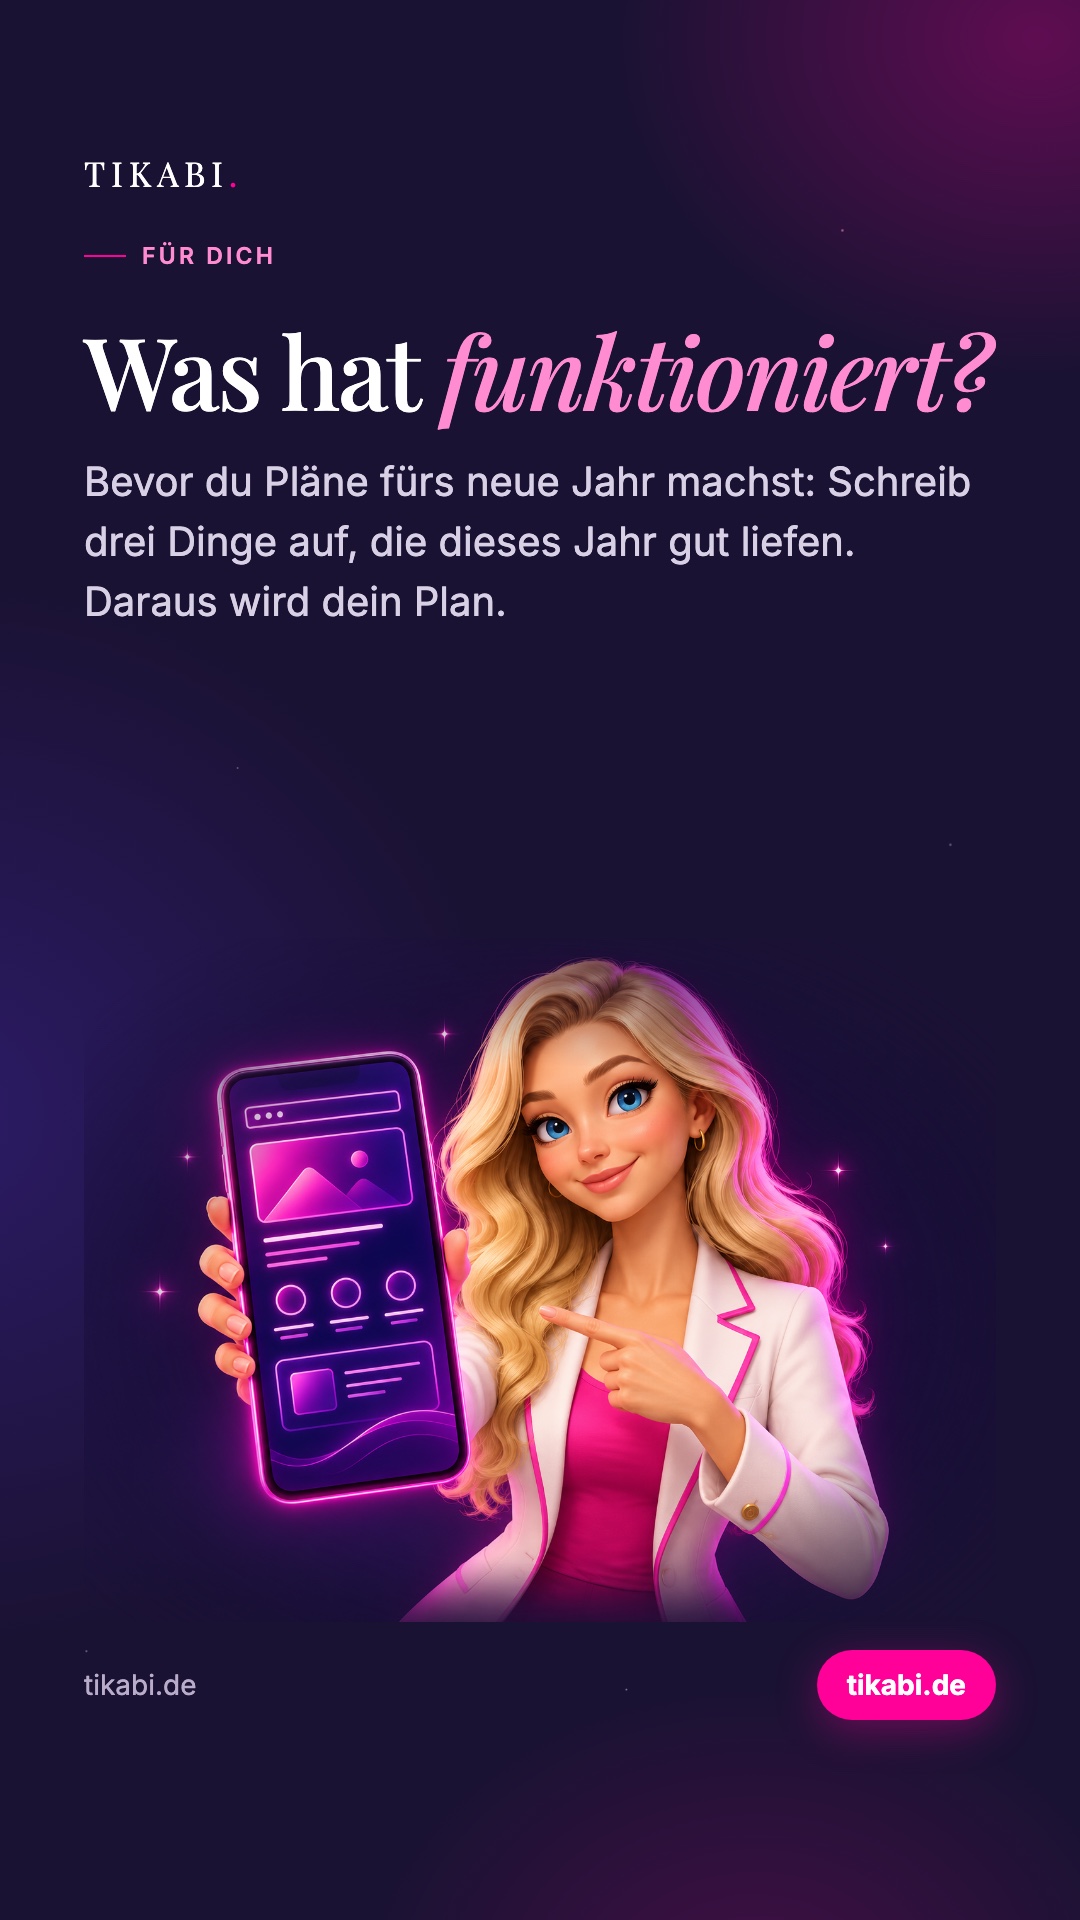 TIKABI.
FÜR DICH
Was hat funktioniert?
Bevor du Pläne fürs neue Jahr machst: Schreib
drei Dinge auf, die dieses Jahr gut liefen.
Daraus wird dein Plan.
tikabi.de
tikabi.de